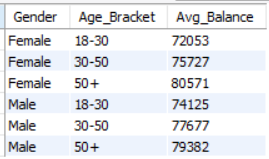 Gender Age_Bracket Avg_Balance
Female 18-30 72053
Female 30-50 75727
Female 50+ 80571
Male 18-30 74125
Male 30-50 77677
Male 50+ 79382